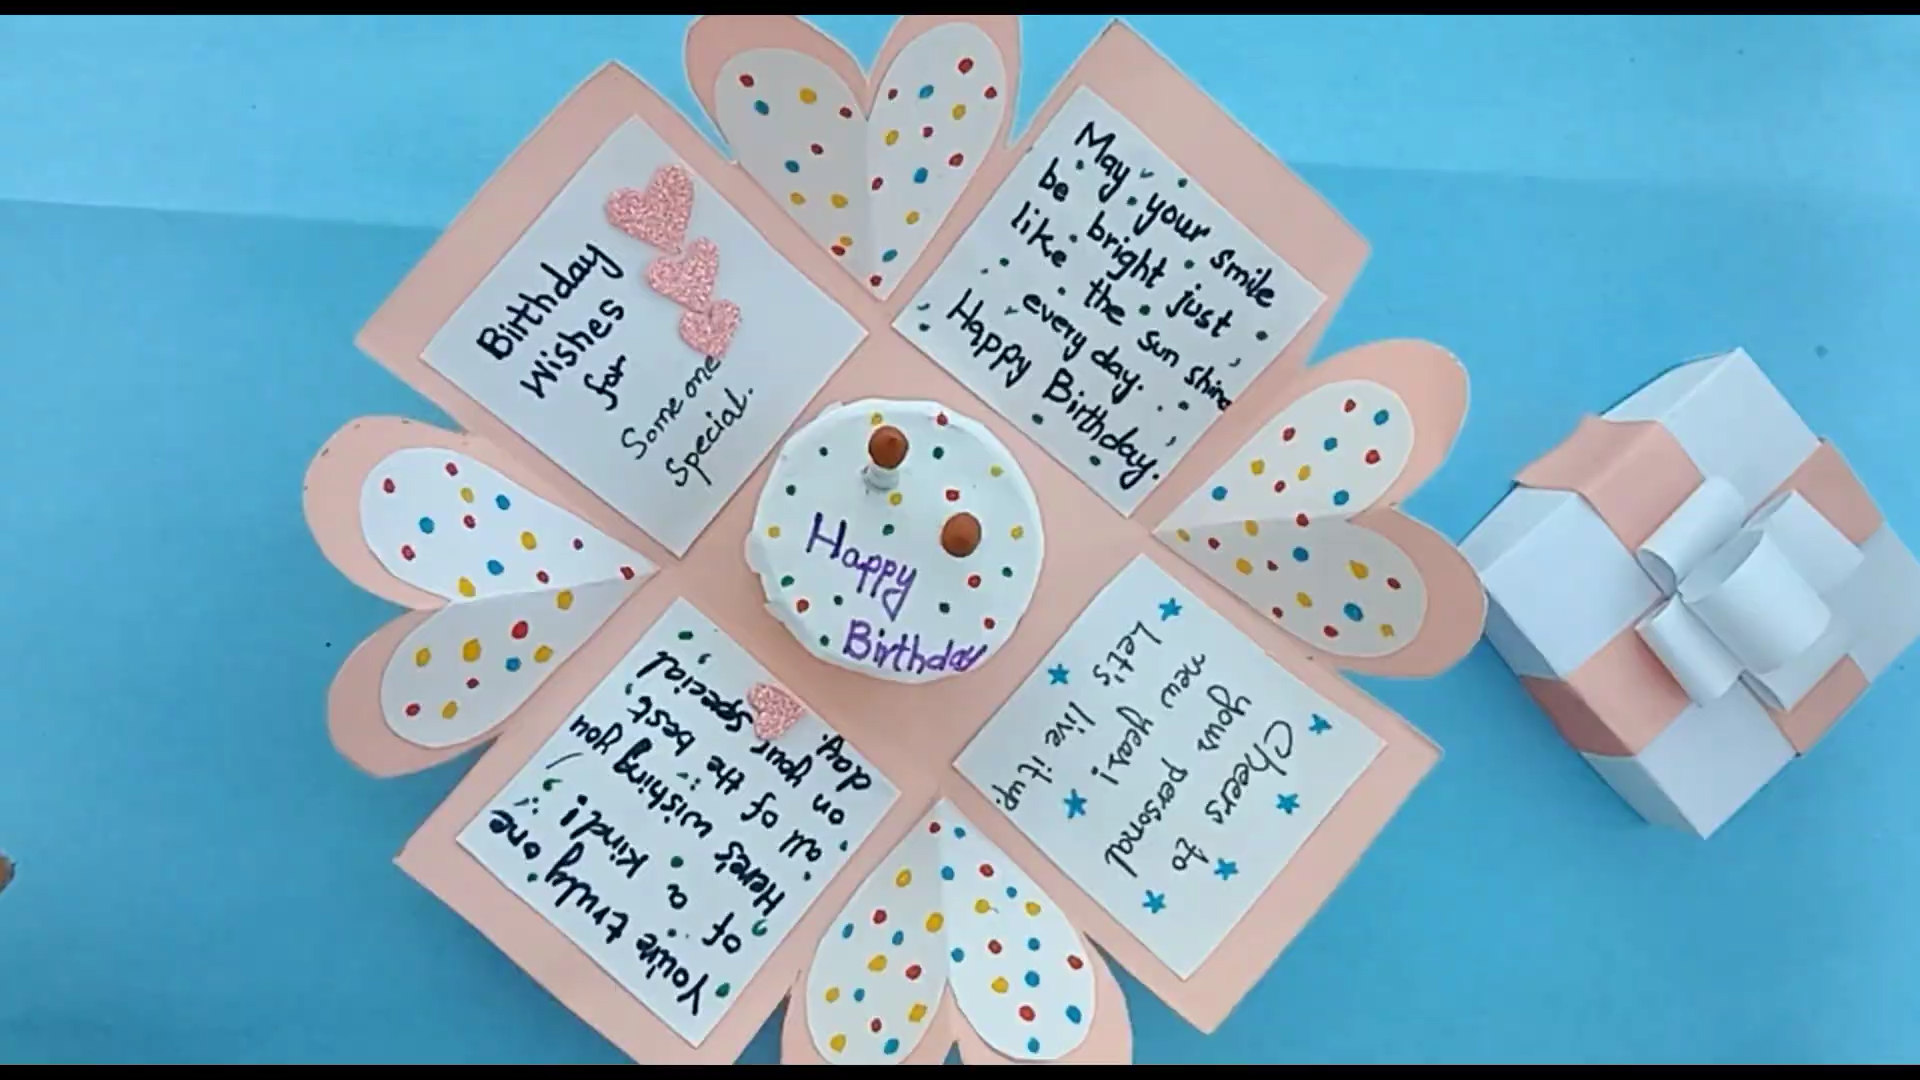 Birthday
Wishes
for
Someone
special.
May your smile
be bright just
like the sun shine
every day.
Happy Birthday.
Happy
Birthday
Cheers to
your personal
new year!
Let's live it up.
You're truly one
of a kind!
Here's wishing you
all of the best
on your special
day.